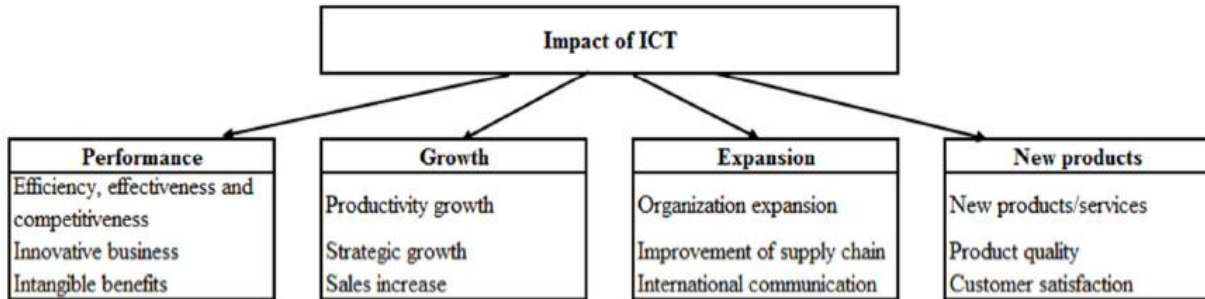 Impact of ICT
Performance
Efficiency, effectiveness and
competitiveness
Innovative business
Intangible benefits
Growth
Productivity growth
Strategic growth
Sales increase
Expansion
Organization expansion
Improvement of supply chain
International communication
New products
New products/services
Product quality
Customer satisfaction